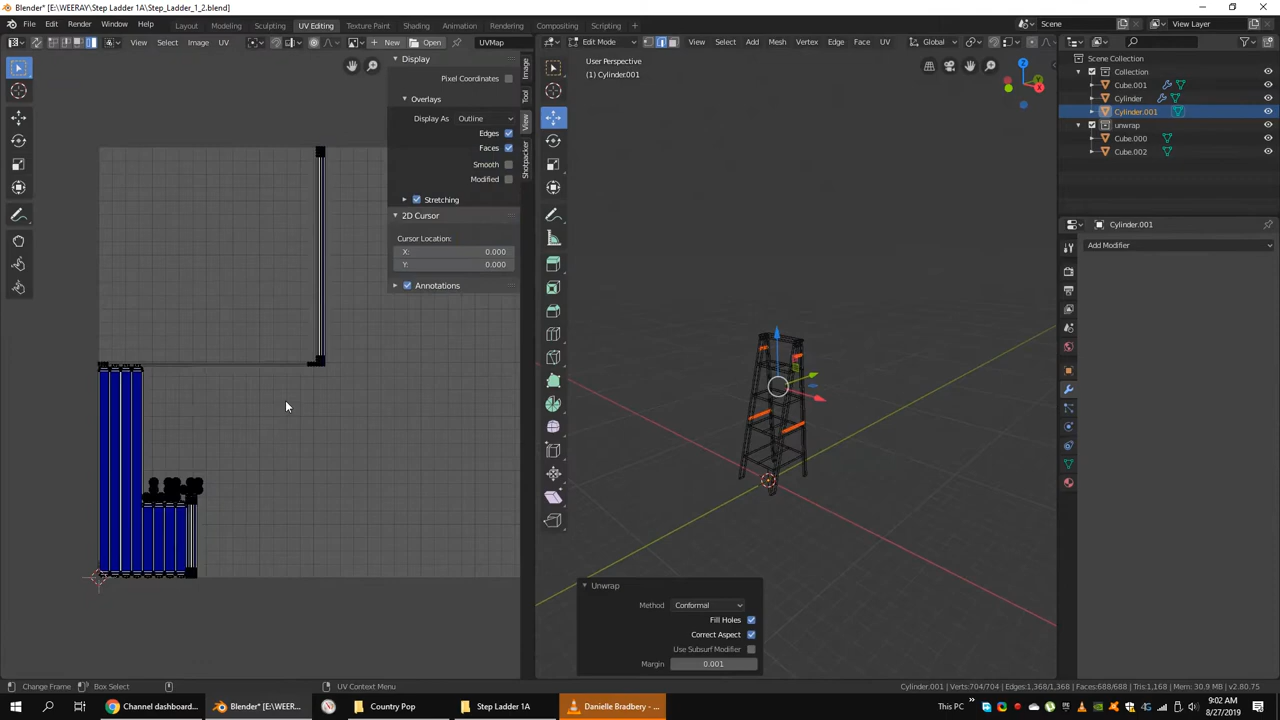 Blender* [E:\WEERAY\Step Ladder 1A\Step_Ladder_1_2.blend]
File Edit Render Window Help Layout Modeling Sculpting UV Editing Texture Paint Shading Animation Rendering Compositing Scripting + Scene View Layer
View Select Image UV New Open UVMap Edit Mode View Select Add Mesh Vertex Edge Face UV Global
Display
Pixel Coordinates
Overlays
Display As Outline
Edges
Faces
Smooth
Modified
Stretching
2D Cursor
Cursor Location:
X: 0.000
Y: 0.000
Annotations
Image
Tool
View
Shotpacker
User Perspective
(1) Cylinder.001
Z
Y
X
Unwrap
Method Conformal
Fill Holes
Correct Aspect
Use Subsurf Modifier
Margin 0.001
Scene Collection
Collection
Cube.001
Cylinder
Cylinder.001
unwrap
Cube.000
Cube.002
Cylinder.001
Add Modifier
Change Frame Box Select UV Context Menu Cylinder.001 | Verts:704/704 | Edges:1,368/1,368 | Faces:688/688 | Tris:1,168 | Mem: 30.9 MB | v2.80.75
Channel dashboard... Blender* [E:\WEER... Country Pop Step Ladder 1A Danielle Bradbery - ... This PC 9:02 AM
8/27/2019